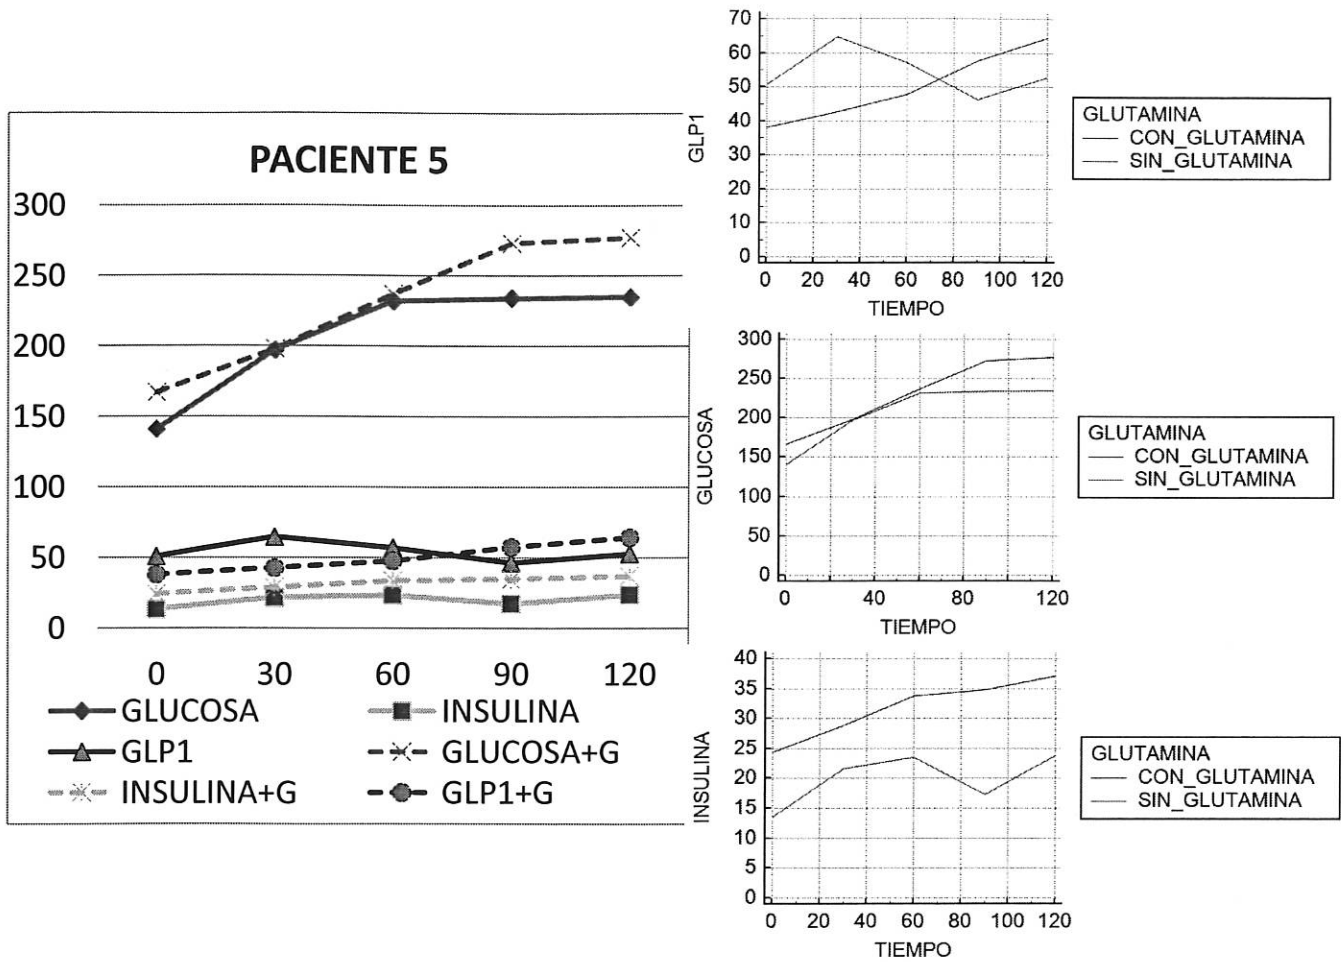 PACIENTE 5
300
250
200
150
100
50
0
0 30 60 90 120
GLUCOSA INSULINA
GLP1 GLUCOSA+G
INSULINA+G GLP1+G
GLP1
70
60
50
40
30
20
10
0
0 20 40 60 80 100 120
TIEMPO
GLUTAMINA
CON_GLUTAMINA
SIN_GLUTAMINA
GLUCOSA
300
250
200
150
100
50
0
0 40 80 120
TIEMPO
GLUTAMINA
CON_GLUTAMINA
SIN_GLUTAMINA
INSULINA
40
35
30
25
20
15
10
5
0
0 20 40 60 80 100 120
TIEMPO
GLUTAMINA
CON_GLUTAMINA
SIN_GLUTAMINA